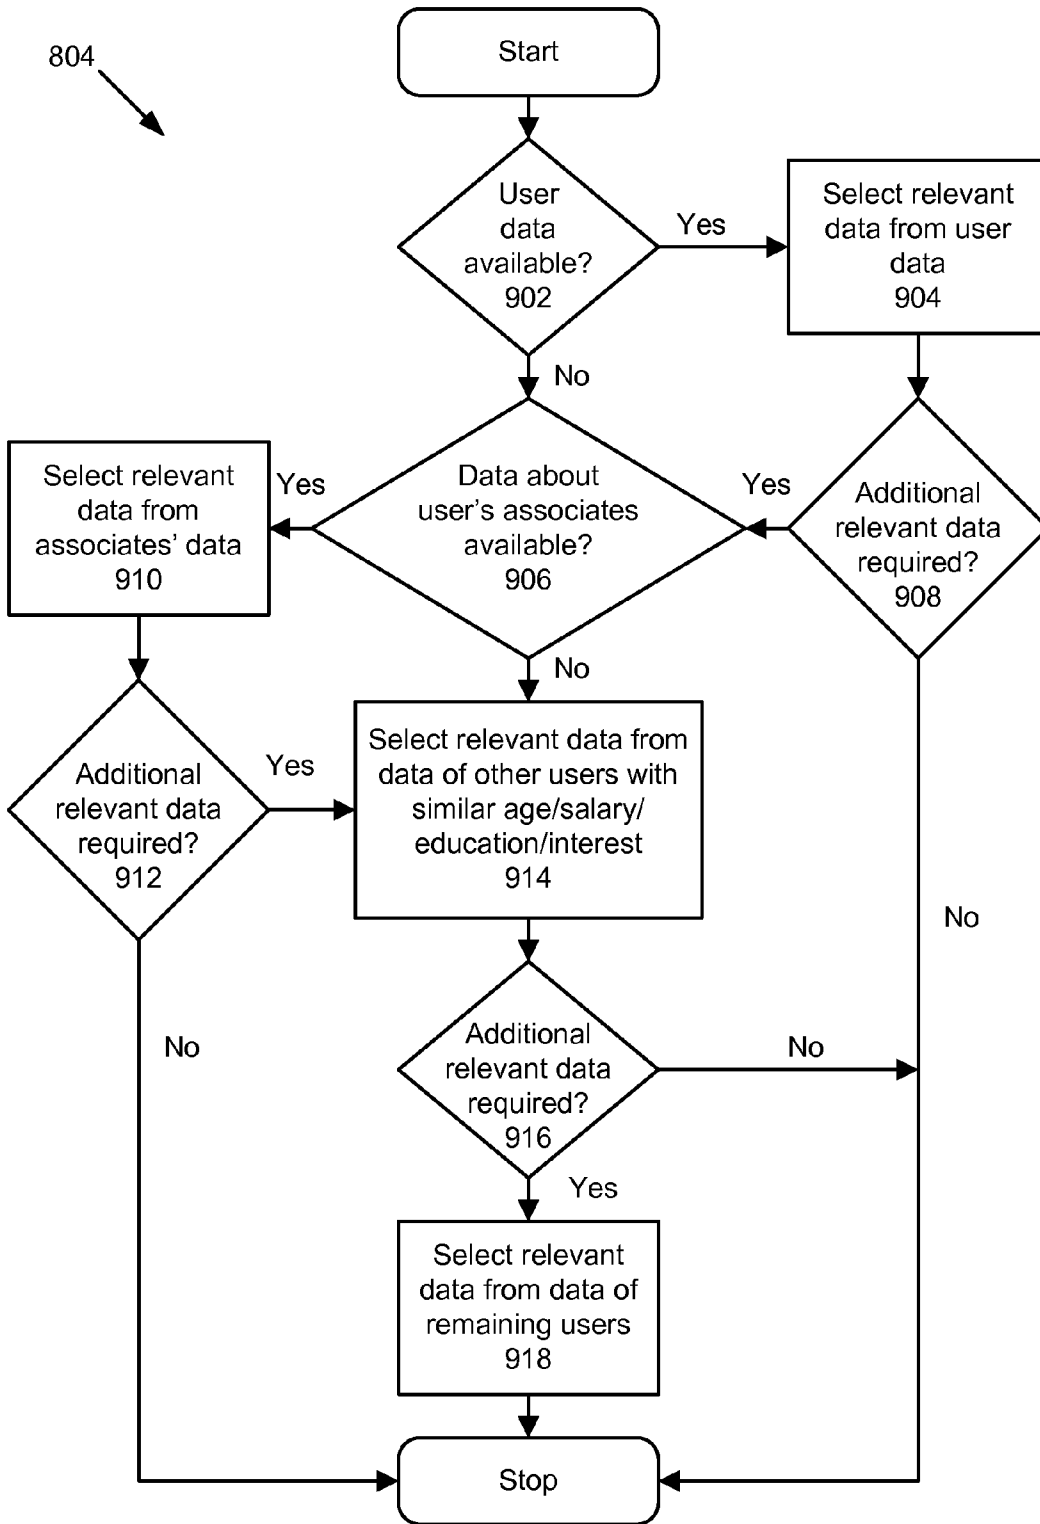 804
Start
User
data
available?
902
Yes
Select relevant
data from user
data
904
No
Select relevant
data from
associates' data
910
Yes
Data about
user's associates
available?
906
Yes
Additional
relevant data
required?
908
No
Additional
relevant data
required?
912
Yes
Select relevant data from
data of other users with
similar age/salary/
education/interest
914
No
No
Additional
relevant data
required?
916
No
Yes
Select relevant
data from data of
remaining users
918
Stop